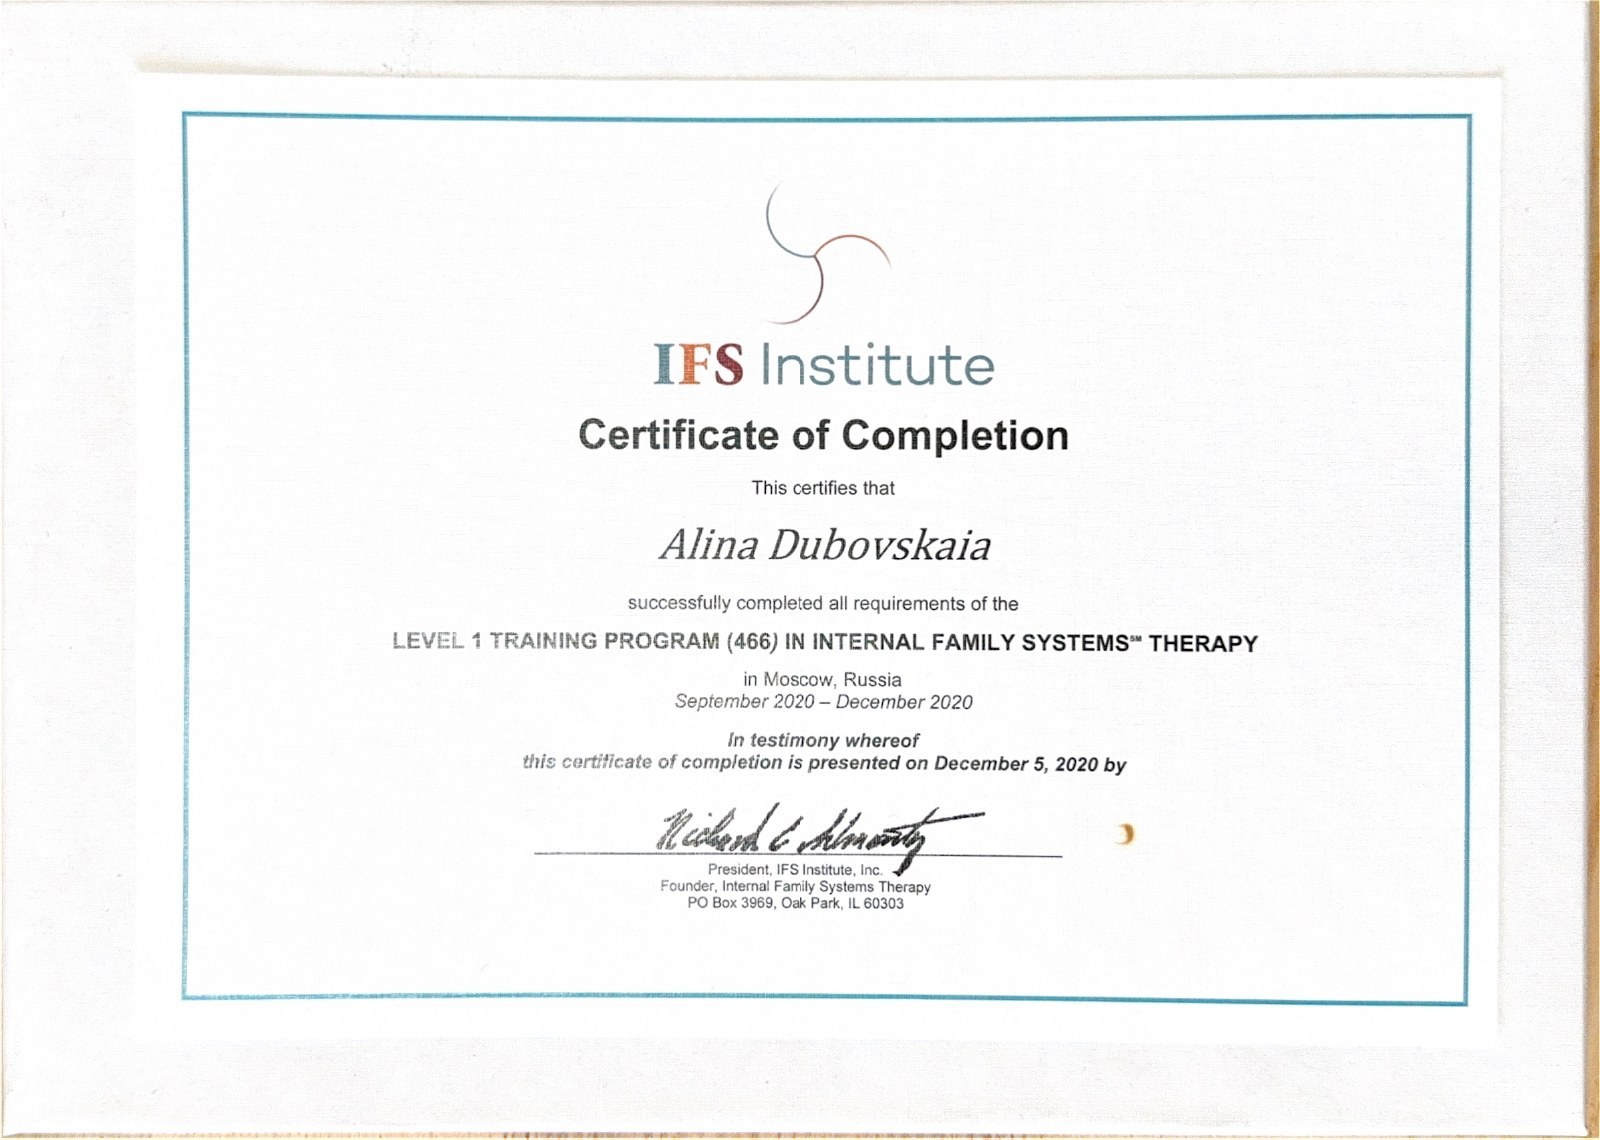 IFS Institute
Certificate of Completion
This certifies that
Alina Dubovskaia
successfully completed all requirements of the
LEVEL 1 TRAINING PROGRAM (466) IN INTERNAL FAMILY SYSTEMS℠ THERAPY
in Moscow, Russia
September 2020 – December 2020
In testimony whereof
this certificate of completion is presented on December 5, 2020 by
Richard C Schwartz
President, IFS Institute, Inc.
Founder, Internal Family Systems Therapy
PO Box 3969, Oak Park, IL 60303